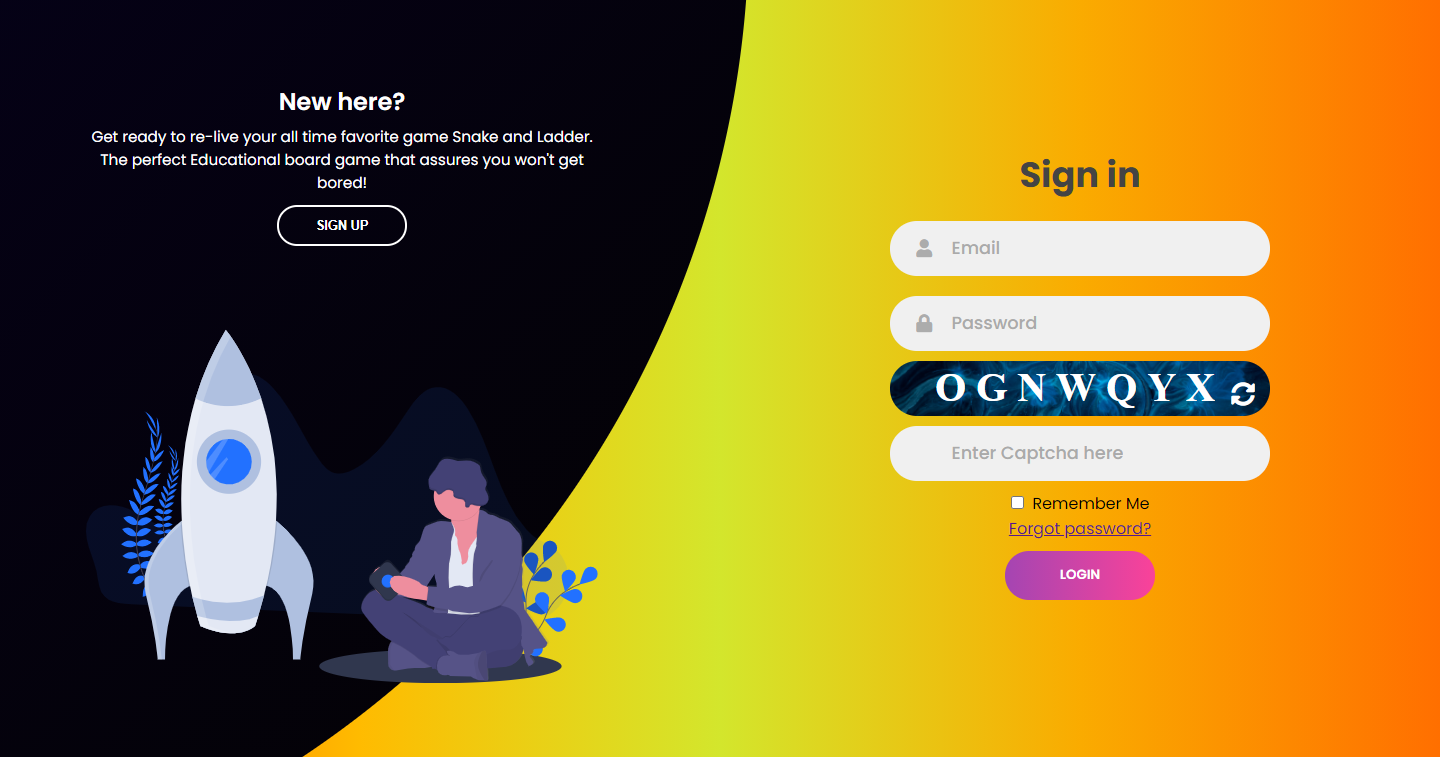 New here?
Get ready to re-live your all time favorite game Snake and Ladder.
The perfect Educational board game that assures you won't get
bored!
SIGN UP
Sign in
Email
Password
O G N W Q Y X
Enter Captcha here
Remember Me
Forgot password?
LOGIN